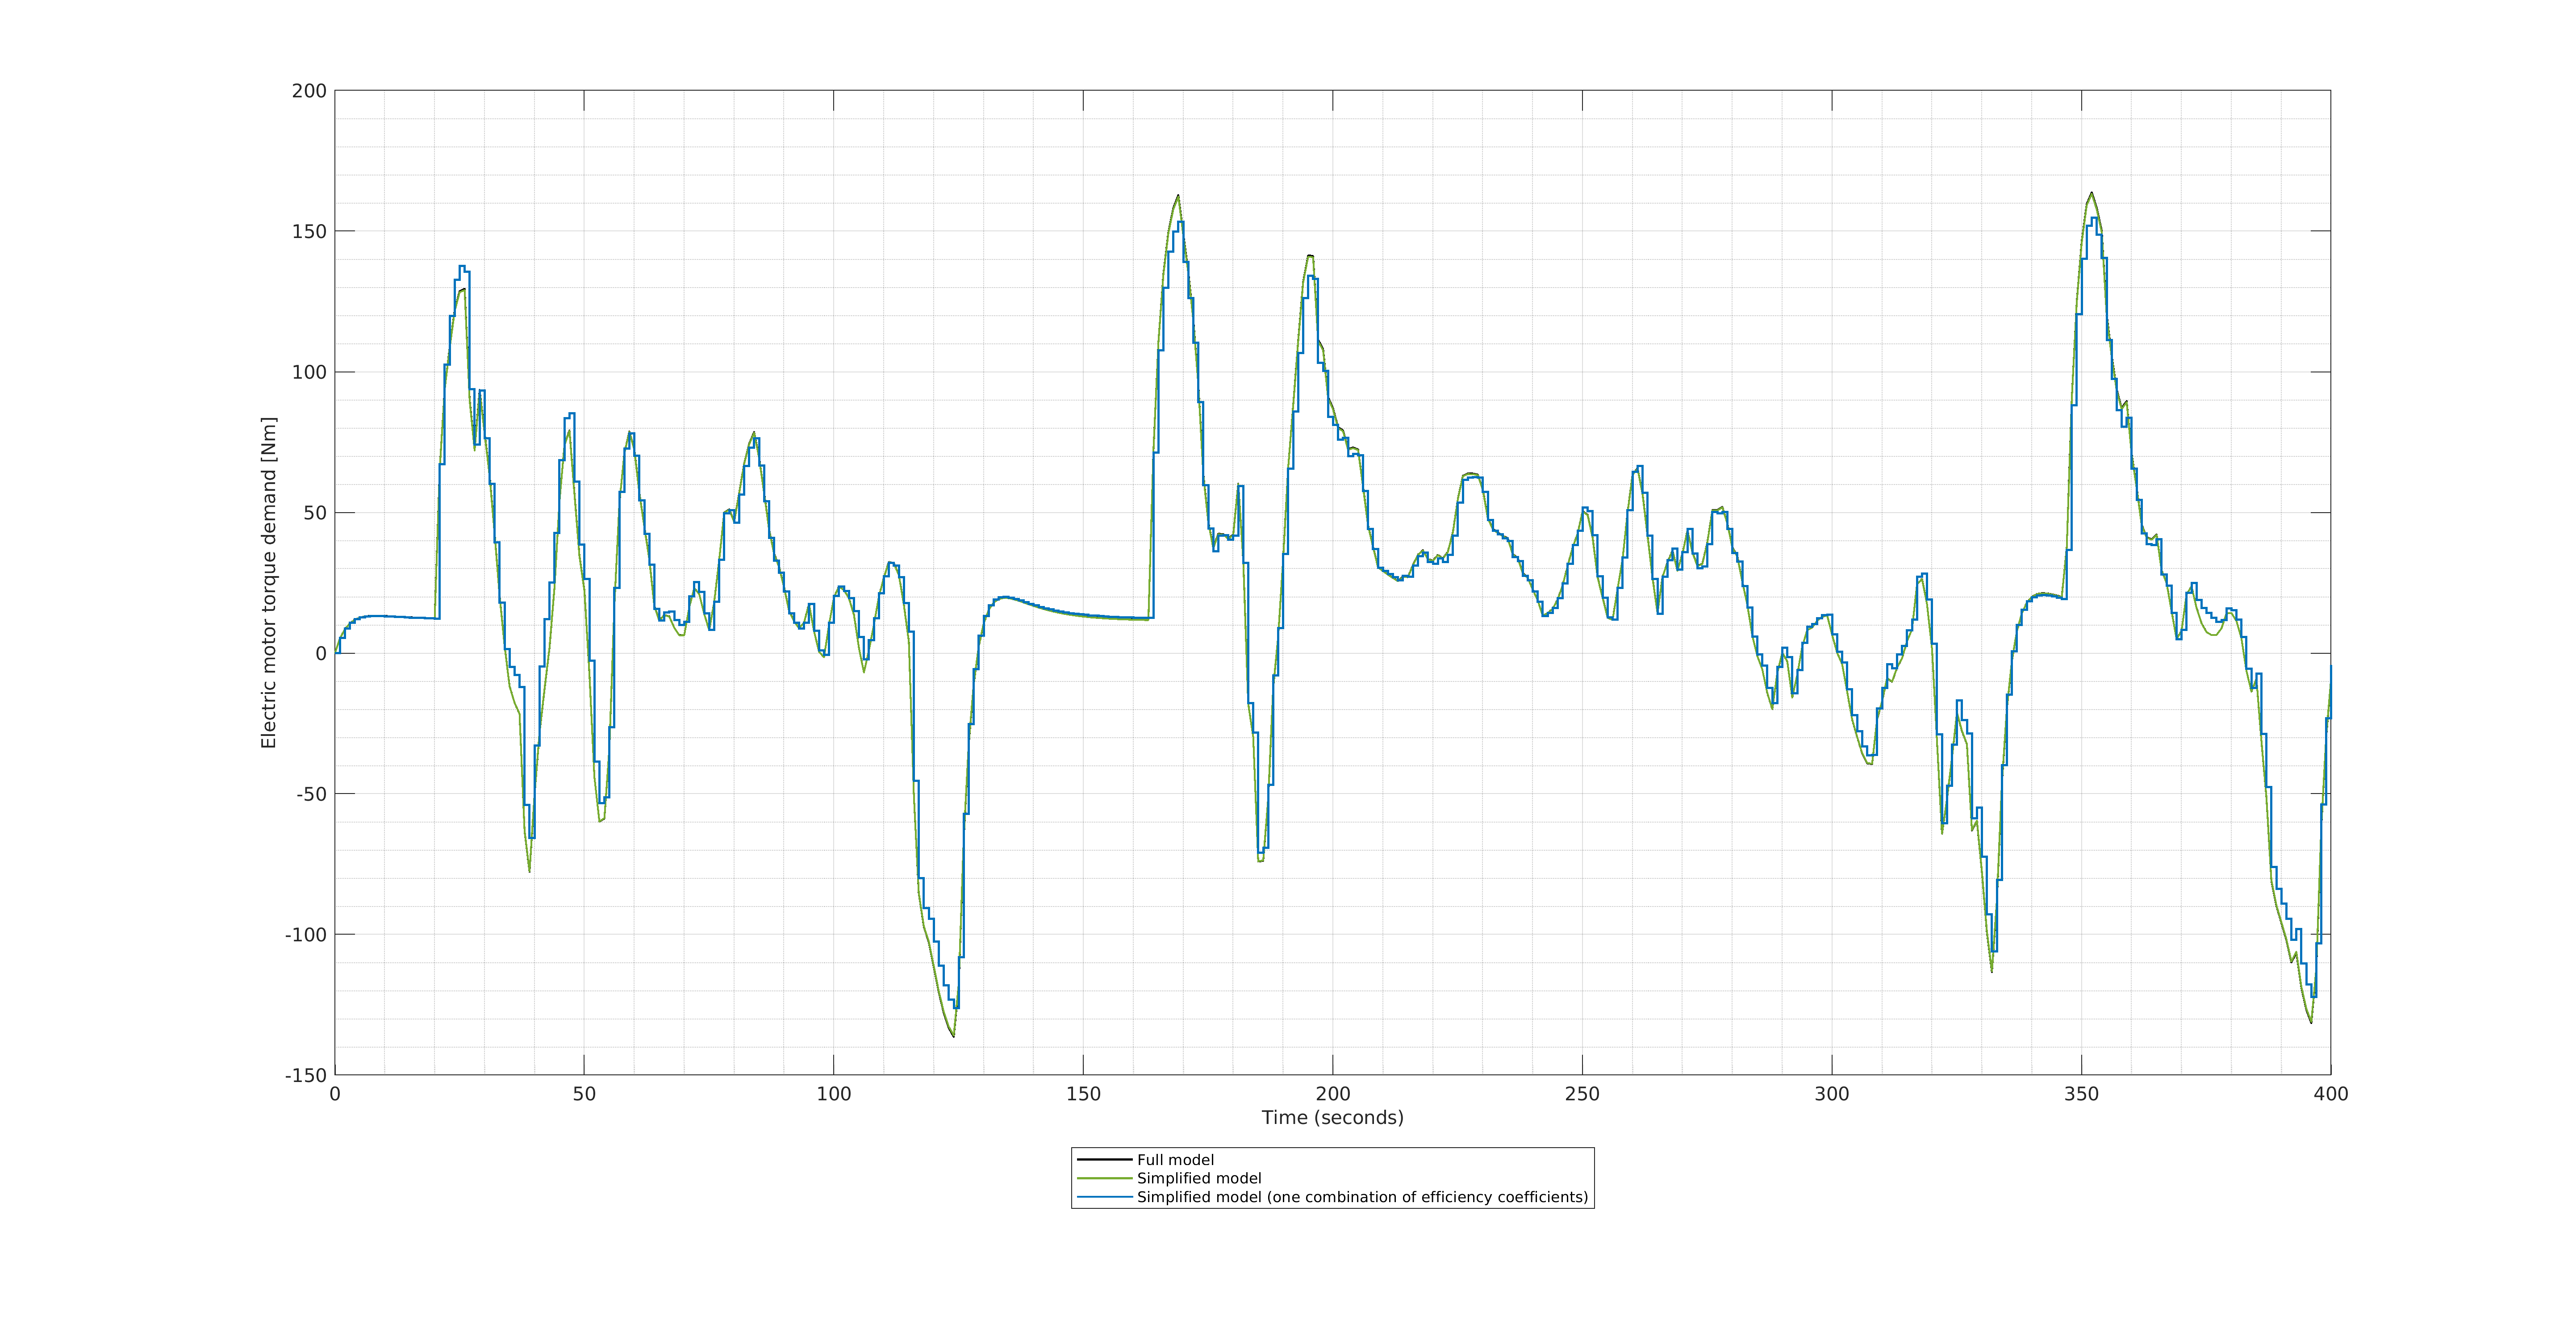 200
150
100
50
0
-50
-100
-150
Electric motor torque demand [Nm]
0 50 100 150 200 250 300 350 400
Time (seconds)
Full model
Simplified model
Simplified model (one combination of efficiency coefficients)